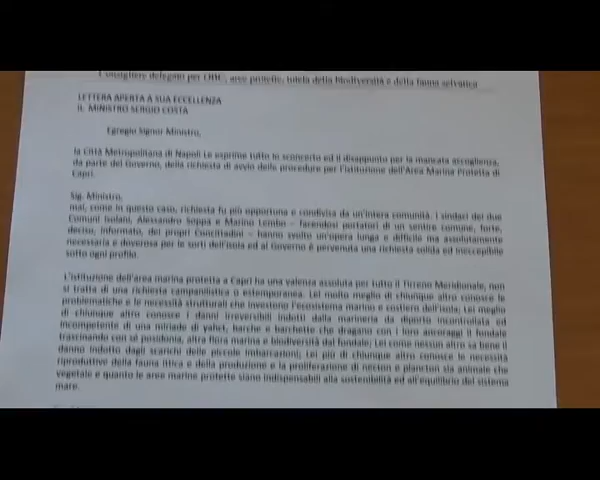 Consigliere delegato per UNIC, aree protette, tutela della biodiversità e della fauna selvatica
LETTERA APERTA A SUA ECCELLENZA
IL MINISTRO SERGIO COSTA
Egregio Signor Ministro,
la Città Metropolitana di Napoli Le esprime tutto lo sconcerto ed il disappunto per la mancata accoglienza,
da parte del Governo, della richiesta di avvio delle procedure per l'istituzione dell'Area Marina Protetta di
Capri.
Sig. Ministro,
mai, come in questo caso, richiesta fu più opportuna e condivisa da un'intera comunità. I sindaci dei due
Comuni Isolani, Alessandro Scoppa e Marino Lembo – facendosi portatori di un sentire comune, forte,
deciso, informato, dei propri Concittadini – hanno svolto un'opera lunga e difficile ma assolutamente
necessaria e doverosa per le sorti dell'isola ed al Governo è pervenuta una richiesta solida ed ineccepibile
sotto ogni profilo.
L'istituzione dell'area marina protetta a Capri ha una valenza assoluta per tutto il Tirreno Meridionale, non
si tratta di una richiesta campanilistica o estemporanea. Lei molto meglio di chiunque altro conosce le
problematiche e le necessità strutturali che investono l'ecosistema marino e costiero dell'isola; Lei meglio
di chiunque altro conosce i danni irreversibili indotti dalla marineria da diporto incontrollata ed
incompetente di una miriade di yahet, barche e barchette che dragano con i loro ancoraggi il fondale
trascinando con sé posidonia, altra flora marina e biodiversità dal fondale; Lei come nessun altro sa bene il
danno indotto dagli scarichi delle piccole imbarcazioni; Lei più di chiunque altro conosce le necessità
riproduttive della fauna ittica e della produzione e la proliferazione di necton e plancton sia animale che
vegetale e quanto le aree marine protette siano indispensabili alla sostenibilità ed all'equilibrio del sistema
mare.